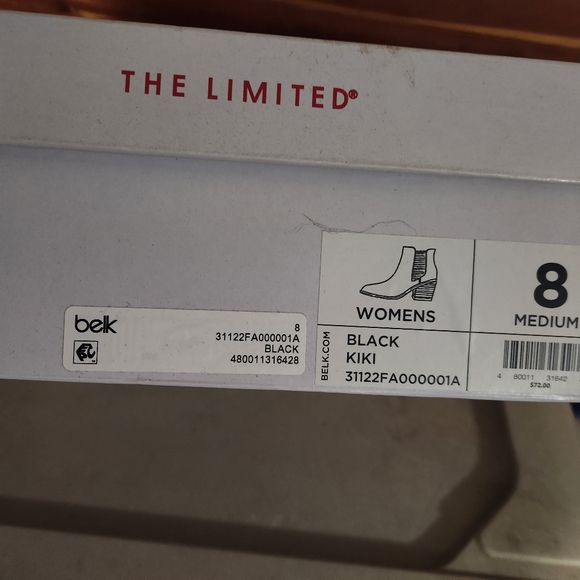 THE LIMITED®
belk
8
31122FA000001A
BLACK
480011316428
WOMENS
BELK.COM
BLACK
KIKI
31122FA000001A
8
MEDIUM
4 80011 31642
$72.00